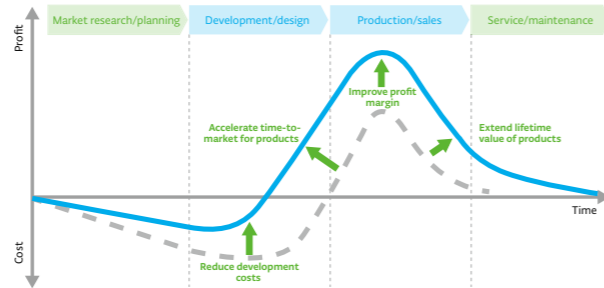 Market research/planning
Development/design
Production/sales
Service/maintenance
Profit
Improve profit
margin
Accelerate time-to-
market for products
Extend lifetime
value of products
Time
Cost
Reduce development
costs